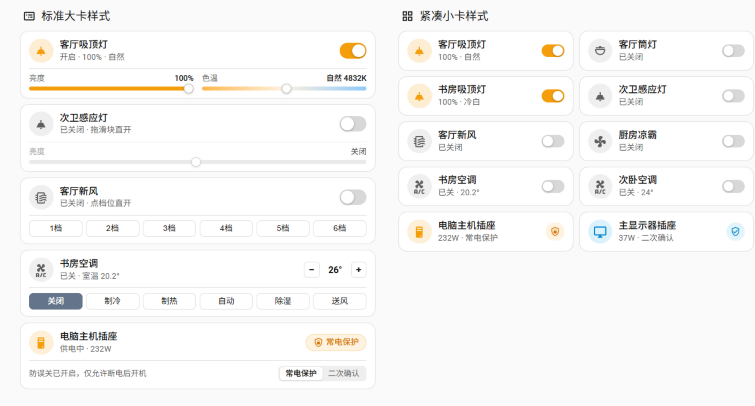 标准大卡样式
客厅吸顶灯
开启 · 100% · 自然
亮度 100% 色温 自然 4832K
次卫感应灯
已关闭 · 拖滑块直开
亮度 关闭
客厅新风
已关闭 · 点档位直开
1档 2档 3档 4档 5档 6档
书房空调
已关 · 室温 20.2°
− 26° +
A/C
关闭 制冷 制热 自动 除湿 送风
电脑主机插座
供电中 · 232W
常电保护
防误关已开启，仅允许断电后开机 常电保护 二次确认
紧凑小卡样式
客厅吸顶灯
100% · 自然
客厅筒灯
已关闭
书房吸顶灯
100% · 冷白
次卫感应灯
已关闭
客厅新风
已关闭
厨房凉霸
已关闭
书房空调
已关 · 20.2°
A/C
次卧空调
已关 · 24°
A/C
电脑主机插座
232W · 常电保护
主显示器插座
37W · 二次确认